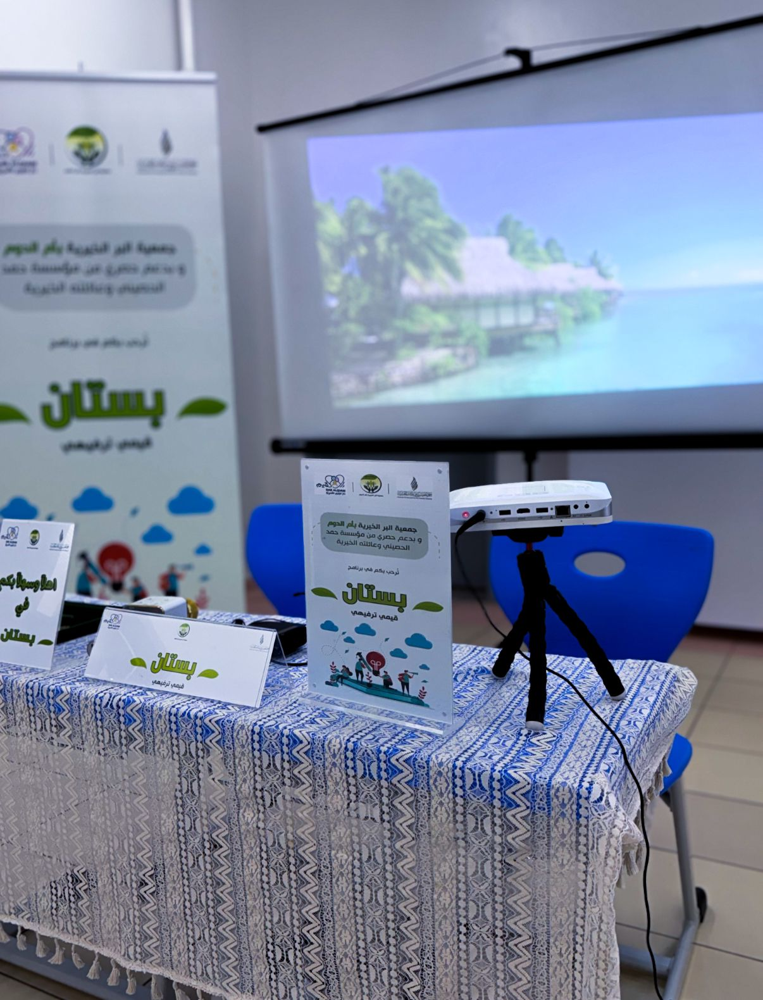 جمعية البر الخيرية بأم الدوم
و بدعم حصري من مؤسسة حمد
الحصيني وعائلته الخيرية
نُرحب بكم في برنامج
بستان
قيمي ترفيهي
DAR ALQIAM
جمعية البر الخيرية بأم الدوم
و بدعم حصري من مؤسسة حمد
الحصيني وعائلته الخيرية
نُرحب بكم في برنامج
بستان
قيمي ترفيهي
اهلاً وسهلاً بكم
في
بستان
بستان
قيمي ترفيهي